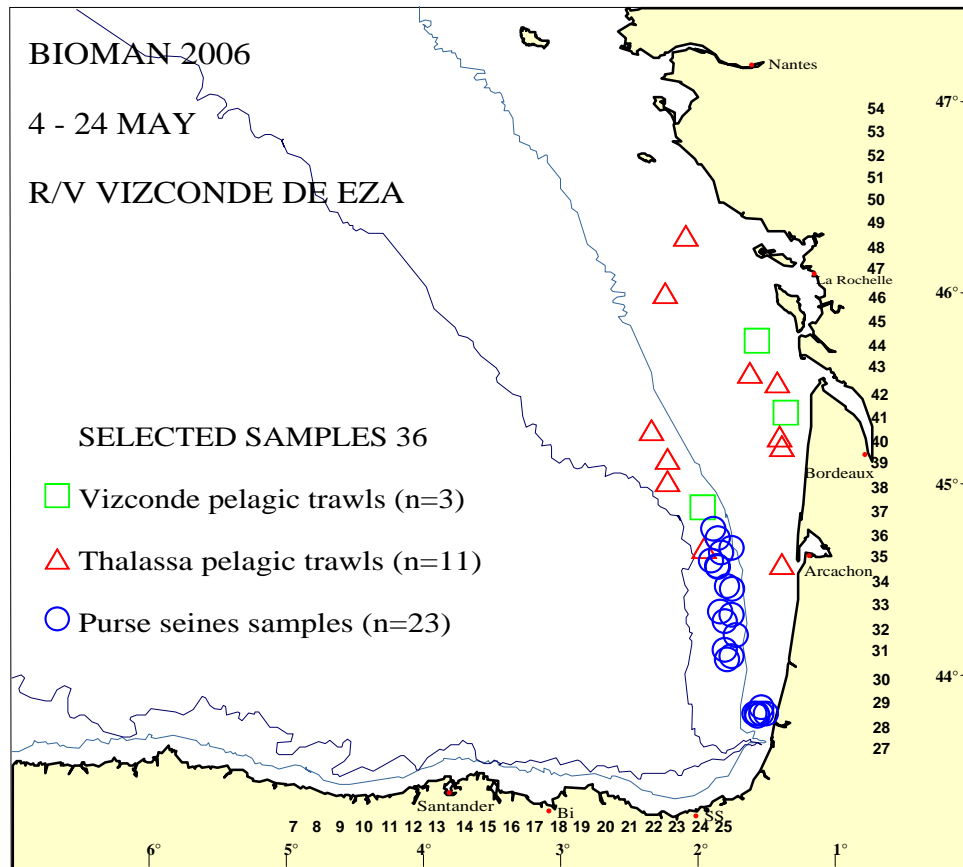 BIOMAN 2006
4 - 24 MAY
R/V VIZCONDE DE EZA
Nantes
47°
54
53
52
51
50
49
48
47
La Rochelle
46
46°
45
44
43
42
41
40
39
Bordeaux
38
45°
37
36
35
Arcachon
34
33
32
31
30
44°
29
28
27
SELECTED SAMPLES 36
Vizconde pelagic trawls (n=3)
Thalassa pelagic trawls (n=11)
Purse seines samples (n=23)
Santander
Bi
SS
7 8 9 10 11 12 13 14 15 16 17 18 19 20 21 22 23 24 25
6° 5° 4° 3° 2° 1°